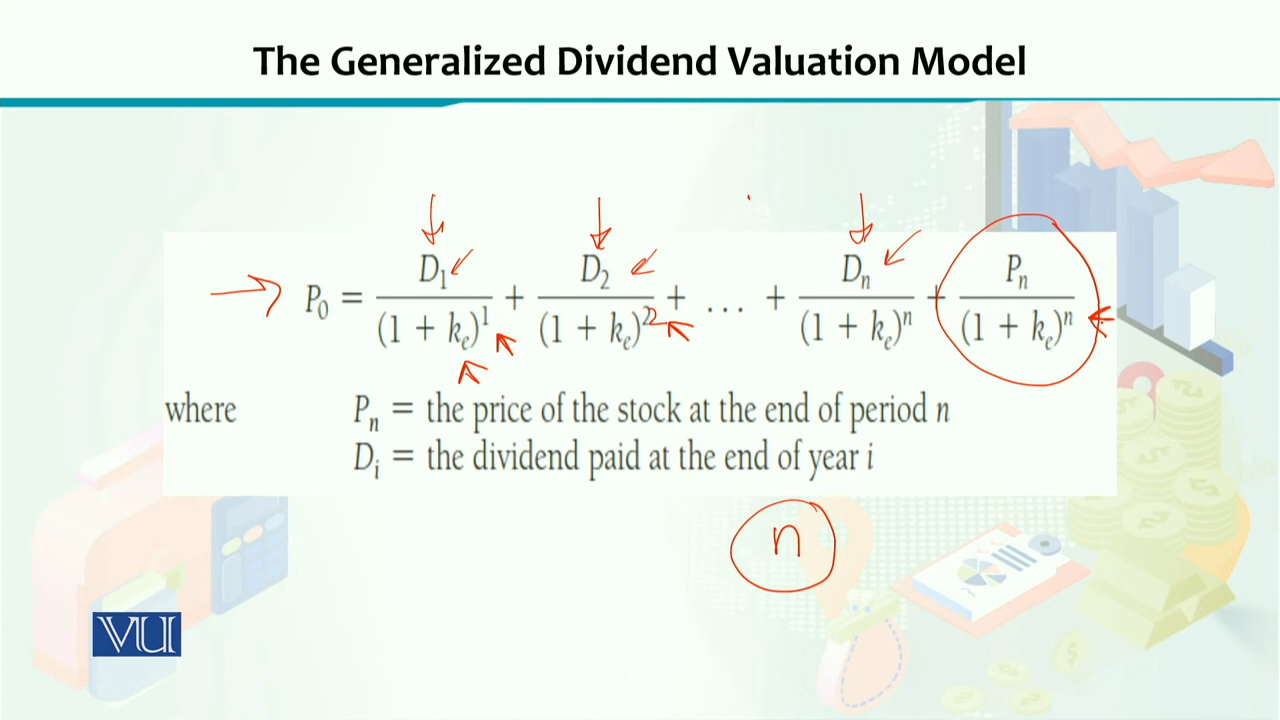 The Generalized Dividend Valuation Model
P₀ = D₁/(1 + kₑ)¹ + D₂/(1 + kₑ)² + . . . + Dₙ/(1 + kₑ)ⁿ + Pₙ/(1 + kₑ)ⁿ
where Pₙ = the price of the stock at the end of period n
Dᵢ = the dividend paid at the end of year i
n
VU